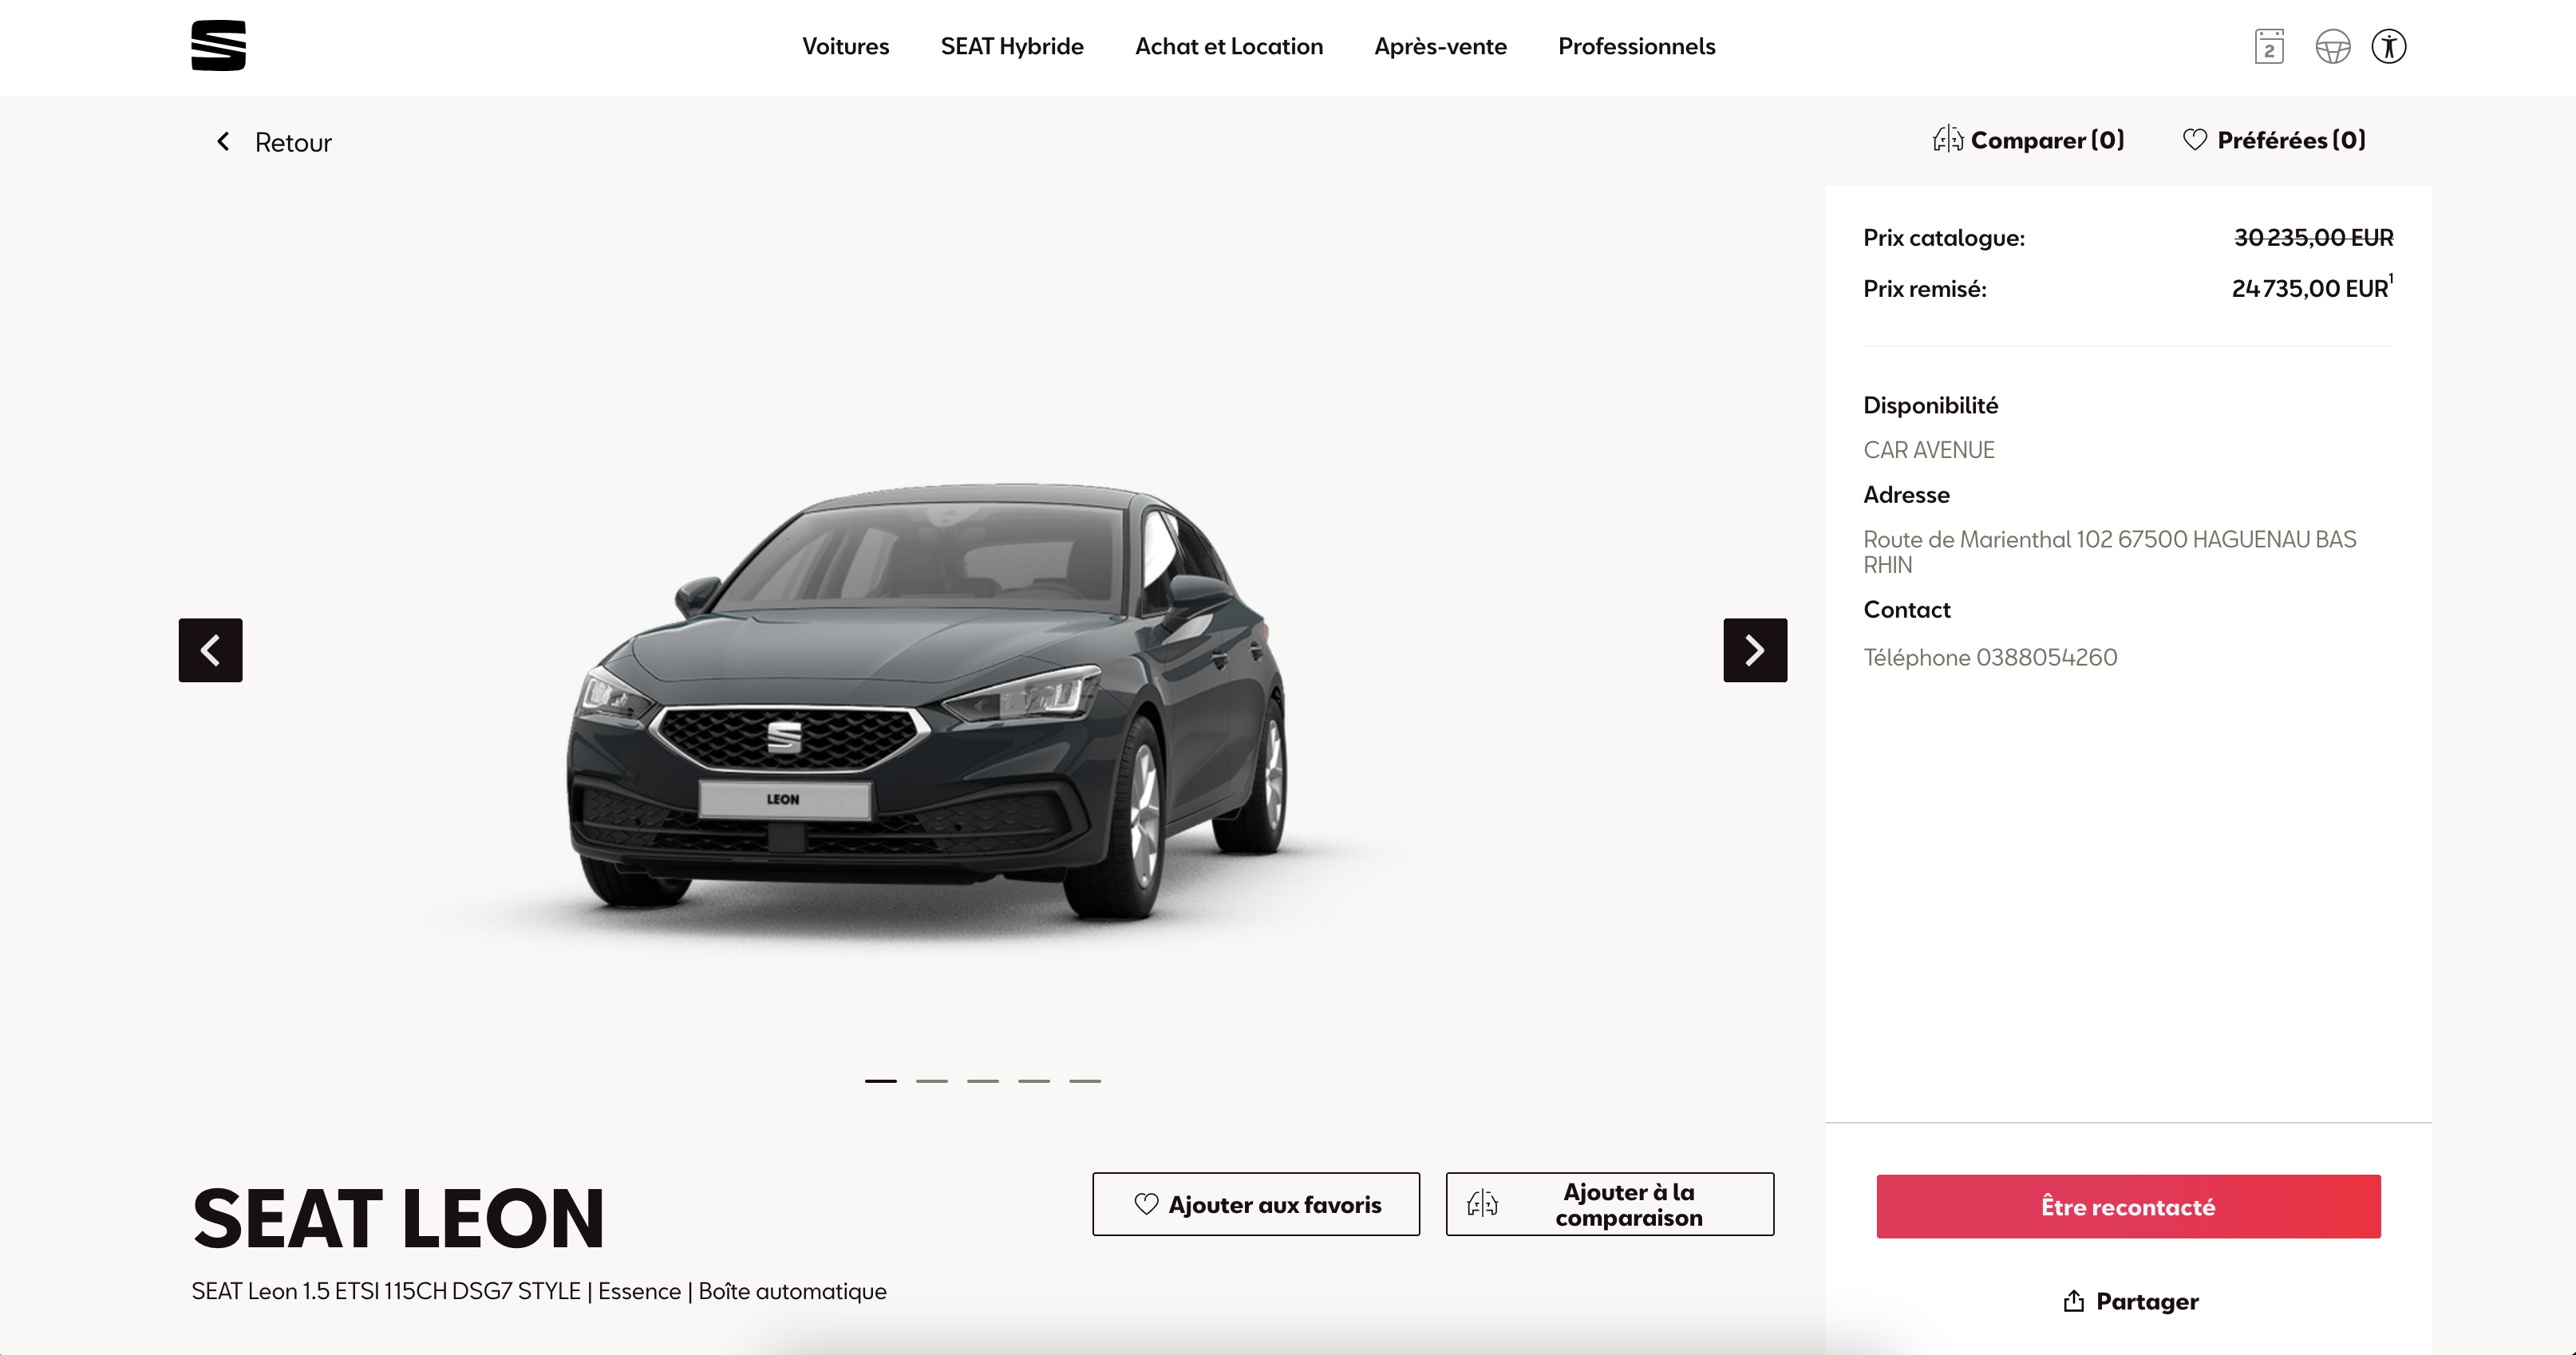 Voitures
SEAT Hybride
Achat et Location
Après-vente
Professionnels
2
Retour
Comparer (0)
Préférées (0)
Prix catalogue:
30 235,00 EUR
Prix remisé:
24 735,00 EUR1
Disponibilité
CAR AVENUE
Adresse
Route de Marienthal 102 67500 HAGUENAU BAS
RHIN
Contact
Téléphone 0388054260
LEON
SEAT LEON
Ajouter aux favoris
Ajouter à la
comparaison
SEAT Leon 1.5 ETSI 115CH DSG7 STYLE | Essence | Boîte automatique
Être recontacté
Partager